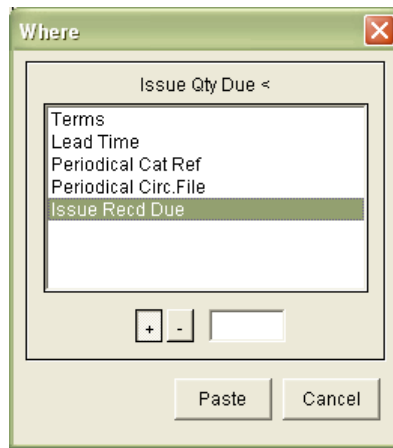 Where
Issue Qty Due <
Terms
Lead Time
Periodical Cat Ref
Periodical Circ.File
Issue Recd Due
+ -
Paste Cancel